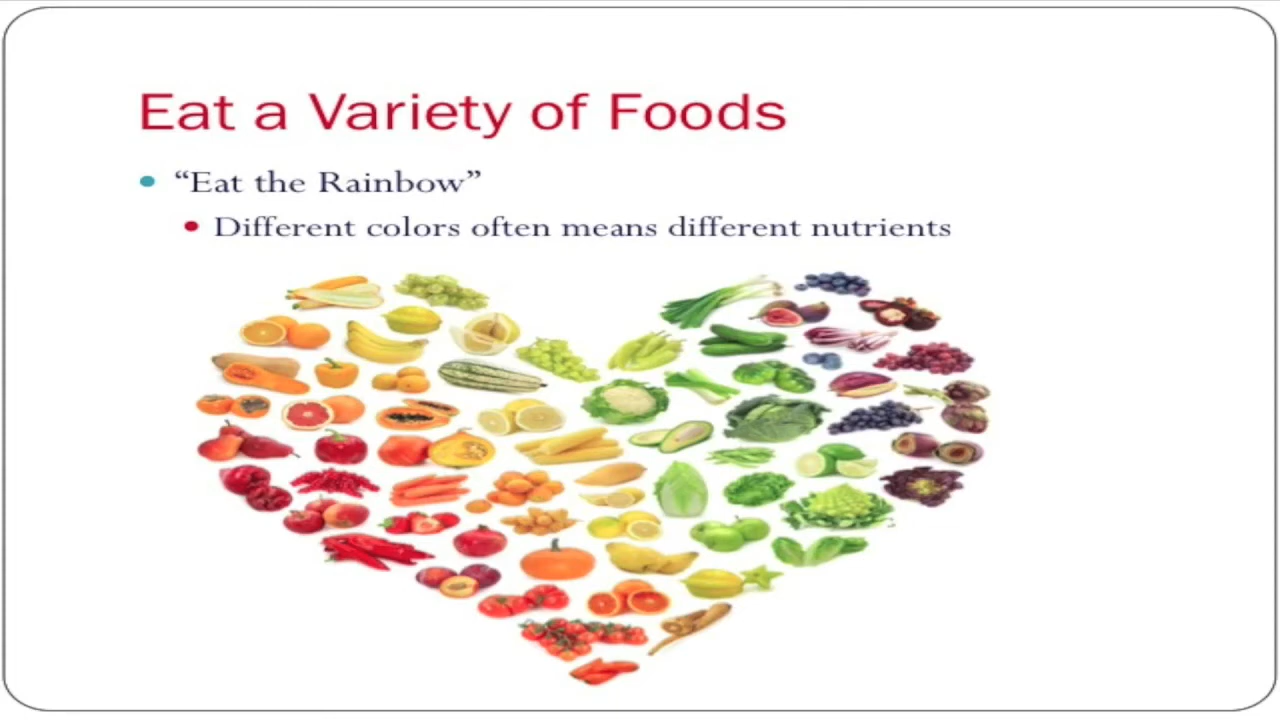 Eat a Variety of Foods
“Eat the Rainbow”
Different colors often means different nutrients